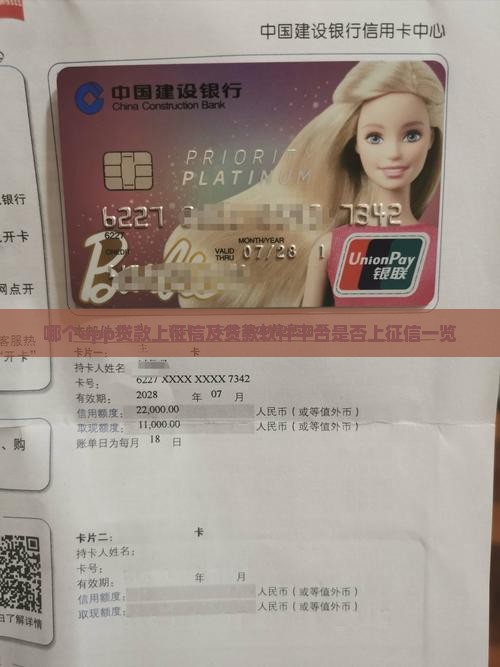 中国建设银行信用卡中心
中国建设银行
China Construction Bank
PRIORITY
PLATINUM
6227 7342
6227
CREDIT
MONTH/YEAR
VALID THRU 07/28 1
Barbie
UnionPay
银联
哪个app贷款上征信及贷款软件平台是否上征信一览
卡片一：
持卡人姓名：
卡号： 6227 XXXX XXXX 7342
有效期： 2028 年 07 月
信用额度： 22,000.00 人民币（或等值外币）
取现额度： 11,000.00 人民币（或等值外币）
账单日为每月 18 日
卡片二： 卡
持卡人姓名：
卡号：
有效期： 年 月
信用额度： 人民币（或等值外币）
取现额度： 人民币（或等值外币）
银行
开卡
网点开
客服热
“开卡”
、购
了解详情